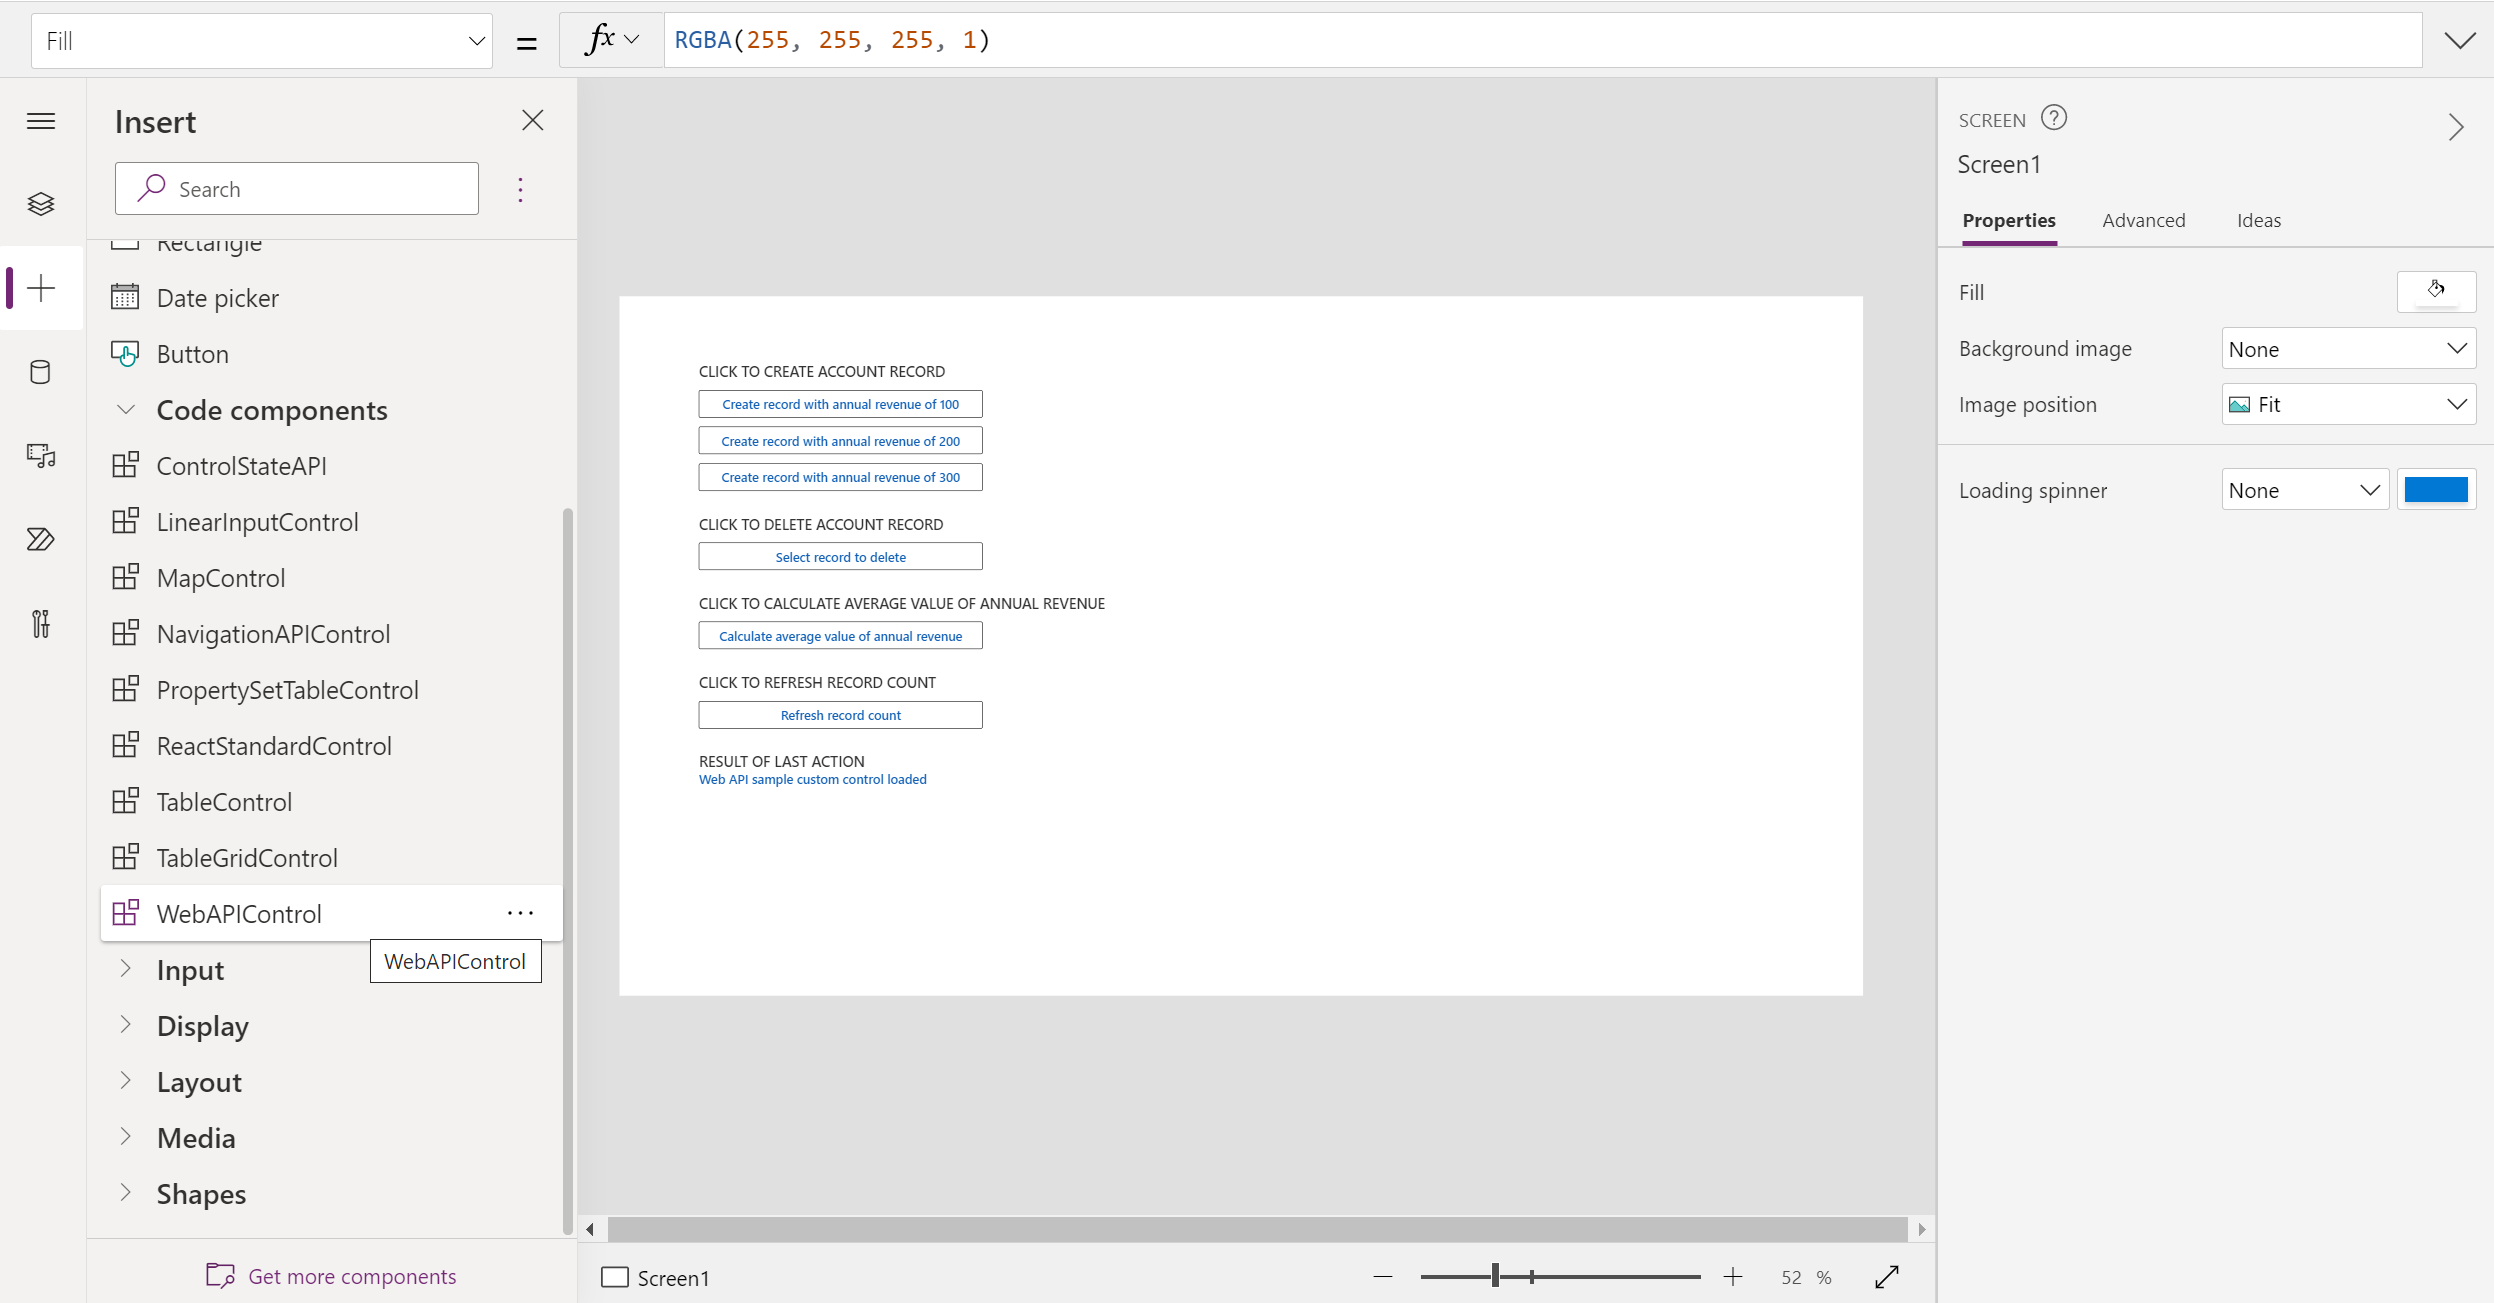 Fill
=
fx
RGBA(255, 255, 255, 1)
Insert
Search
Rectangle
Date picker
Button
Code components
ControlStateAPI
LinearInputControl
MapControl
NavigationAPIControl
PropertySetTableControl
ReactStandardControl
TableControl
TableGridControl
WebAPIControl
...
WebAPIControl
Input
Display
Layout
Media
Shapes
Get more components
CLICK TO CREATE ACCOUNT RECORD
Create record with annual revenue of 100
Create record with annual revenue of 200
Create record with annual revenue of 300
CLICK TO DELETE ACCOUNT RECORD
Select record to delete
CLICK TO CALCULATE AVERAGE VALUE OF ANNUAL REVENUE
Calculate average value of annual revenue
CLICK TO REFRESH RECORD COUNT
Refresh record count
RESULT OF LAST ACTION
Web API sample custom control loaded
Screen1
52 %
SCREEN ?
Screen1
Properties Advanced Ideas
Fill
Background image None
Image position Fit
Loading spinner None